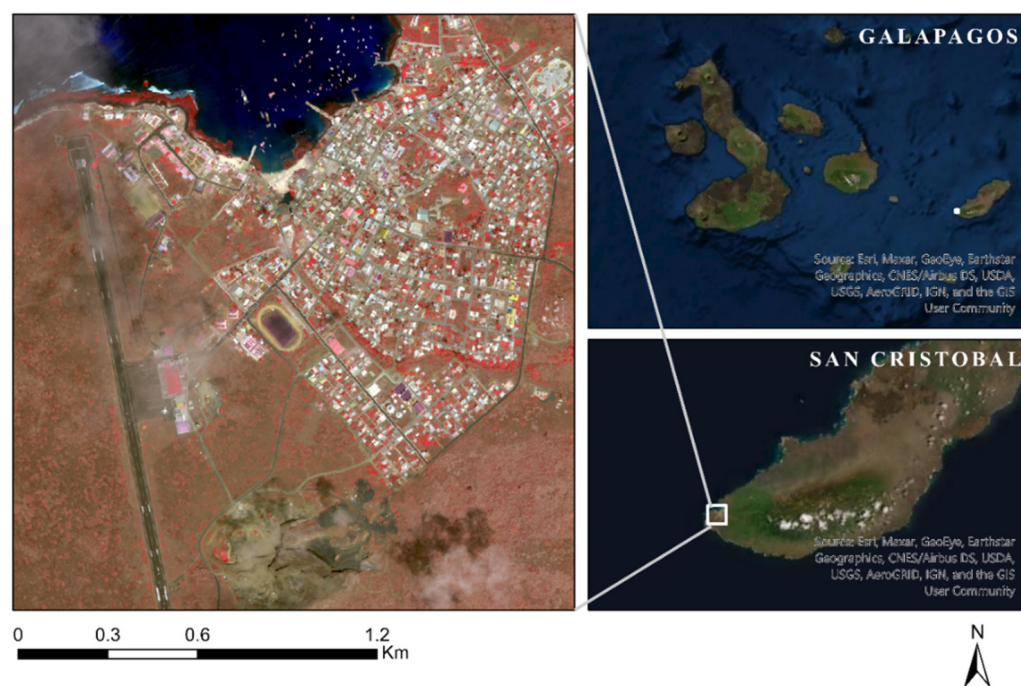 GALAPAGOS
Source: Esri, Maxar, GeoEye, Earthstar
Geographics, CNES/Airbus DS, USDA,
USGS, AeroGRID, IGN, and the GIS
User Community
SAN CRISTOBAL
Source: Esri, Maxar, GeoEye, Earthstar
Geographics, CNES/Airbus DS, USDA,
USGS, AeroGRID, IGN, and the GIS
User Community
0 0.3 0.6 1.2
Km
N